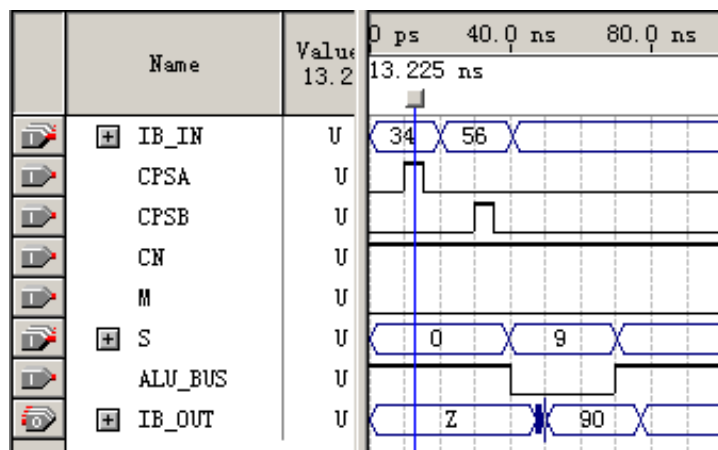 Name Value 13.2 0 ps 40.0 ns 80.0 ns
13.225 ns
IB_IN U 34 56
CPSA U
CPSB U
CN U
M U
S U 0 9
ALU_BUS U
IB_OUT U Z 90